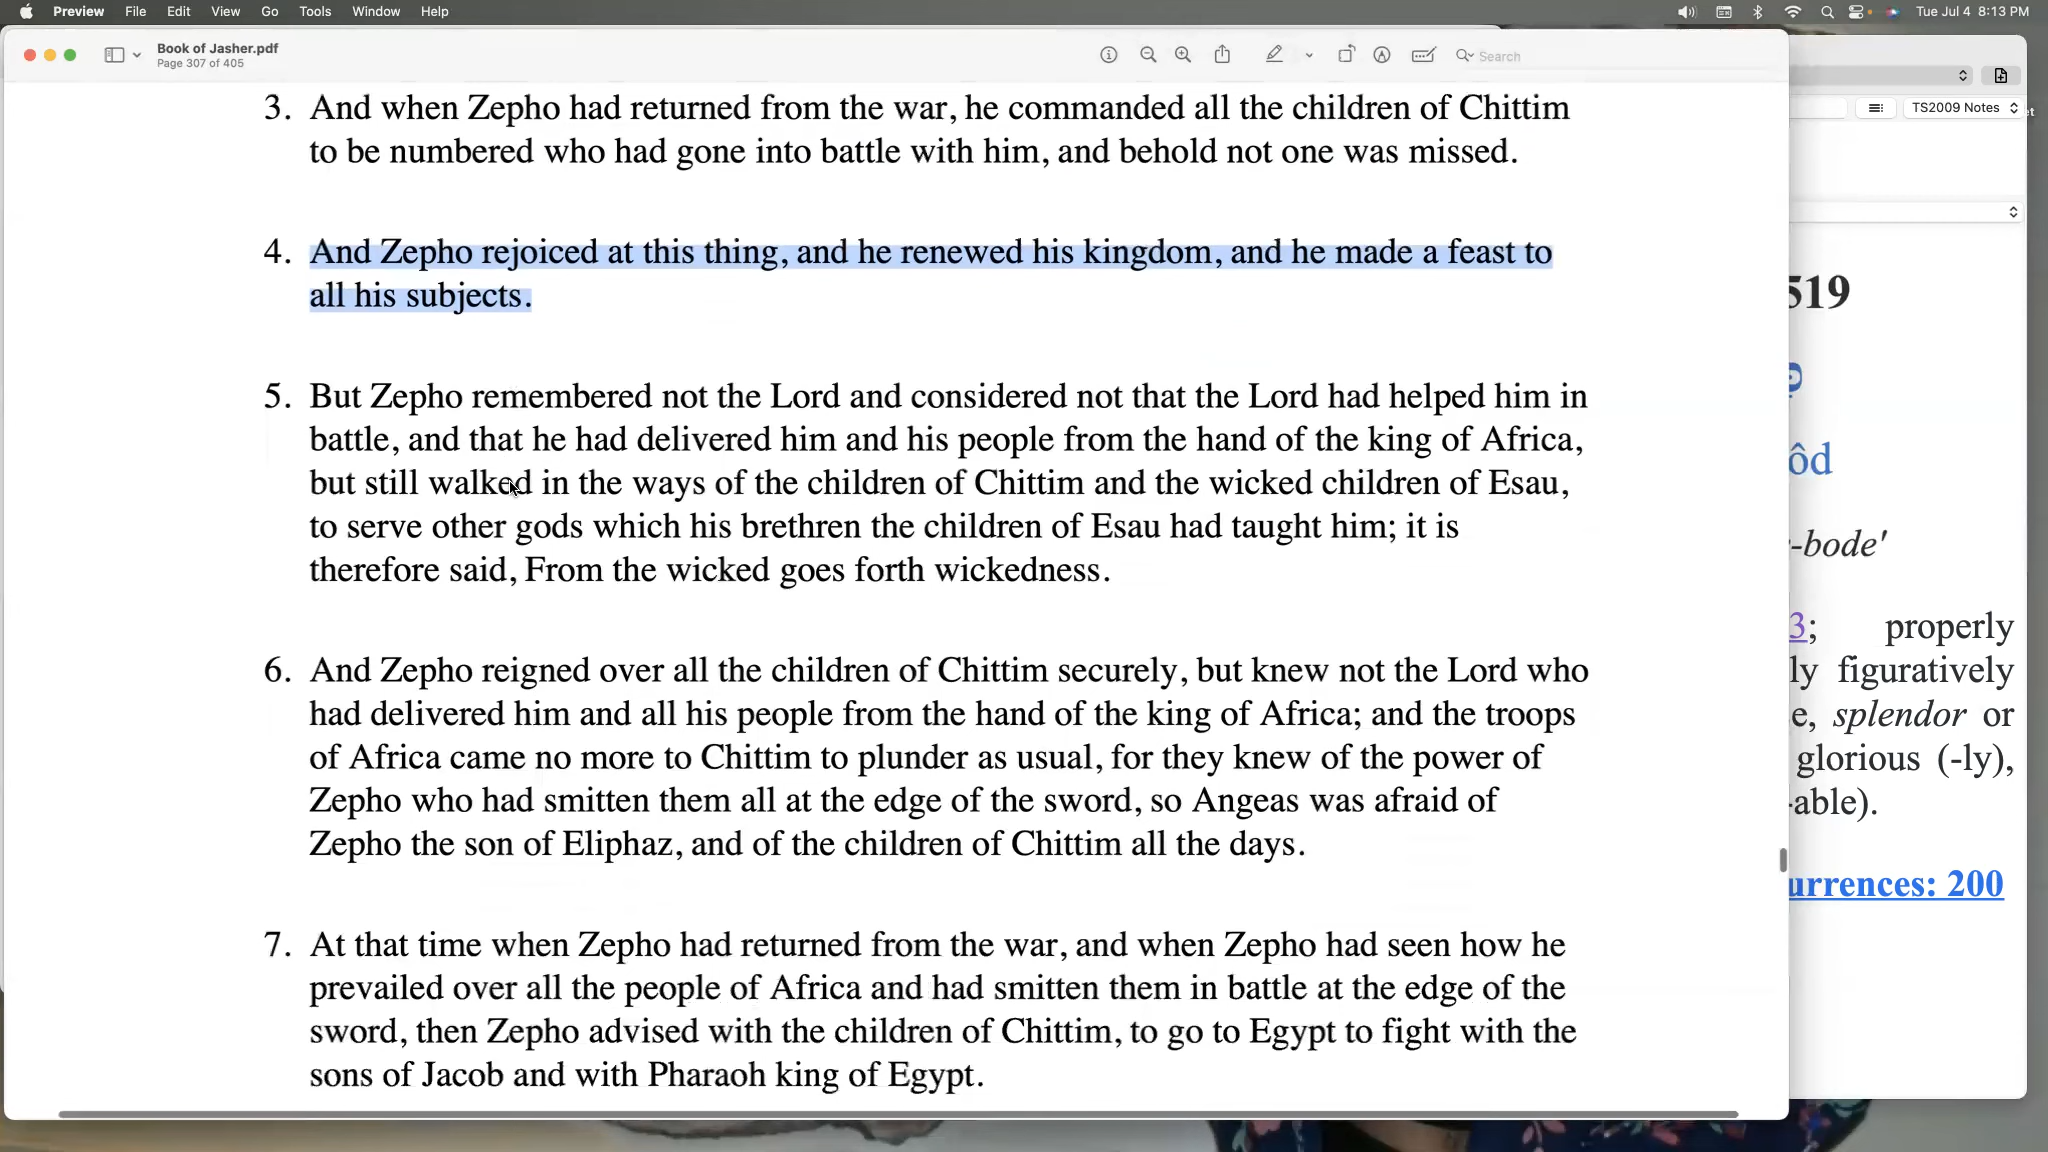 Preview File Edit View Go Tools Window Help Tue Jul 4 8:13 PM
Book of Jasher.pdf
Page 307 of 405
Search
TS2009 Notes
3. And when Zepho had returned from the war, he commanded all the children of Chittim
to be numbered who had gone into battle with him, and behold not one was missed.
4. And Zepho rejoiced at this thing, and he renewed his kingdom, and he made a feast to
all his subjects.
5. But Zepho remembered not the Lord and considered not that the Lord had helped him in
battle, and that he had delivered him and his people from the hand of the king of Africa,
but still walked in the ways of the children of Chittim and the wicked children of Esau,
to serve other gods which his brethren the children of Esau had taught him; it is
therefore said, From the wicked goes forth wickedness.
6. And Zepho reigned over all the children of Chittim securely, but knew not the Lord who
had delivered him and all his people from the hand of the king of Africa; and the troops
of Africa came no more to Chittim to plunder as usual, for they knew of the power of
Zepho who had smitten them all at the edge of the sword, so Angeas was afraid of
Zepho the son of Eliphaz, and of the children of Chittim all the days.
7. At that time when Zepho had returned from the war, and when Zepho had seen how he
prevailed over all the people of Africa and had smitten them in battle at the edge of the
sword, then Zepho advised with the children of Chittim, to go to Egypt to fight with the
sons of Jacob and with Pharaoh king of Egypt.
519
ôd
-bode'
3; properly
ly figuratively
e, splendor or
glorious (-ly),
-able).
urrences: 200